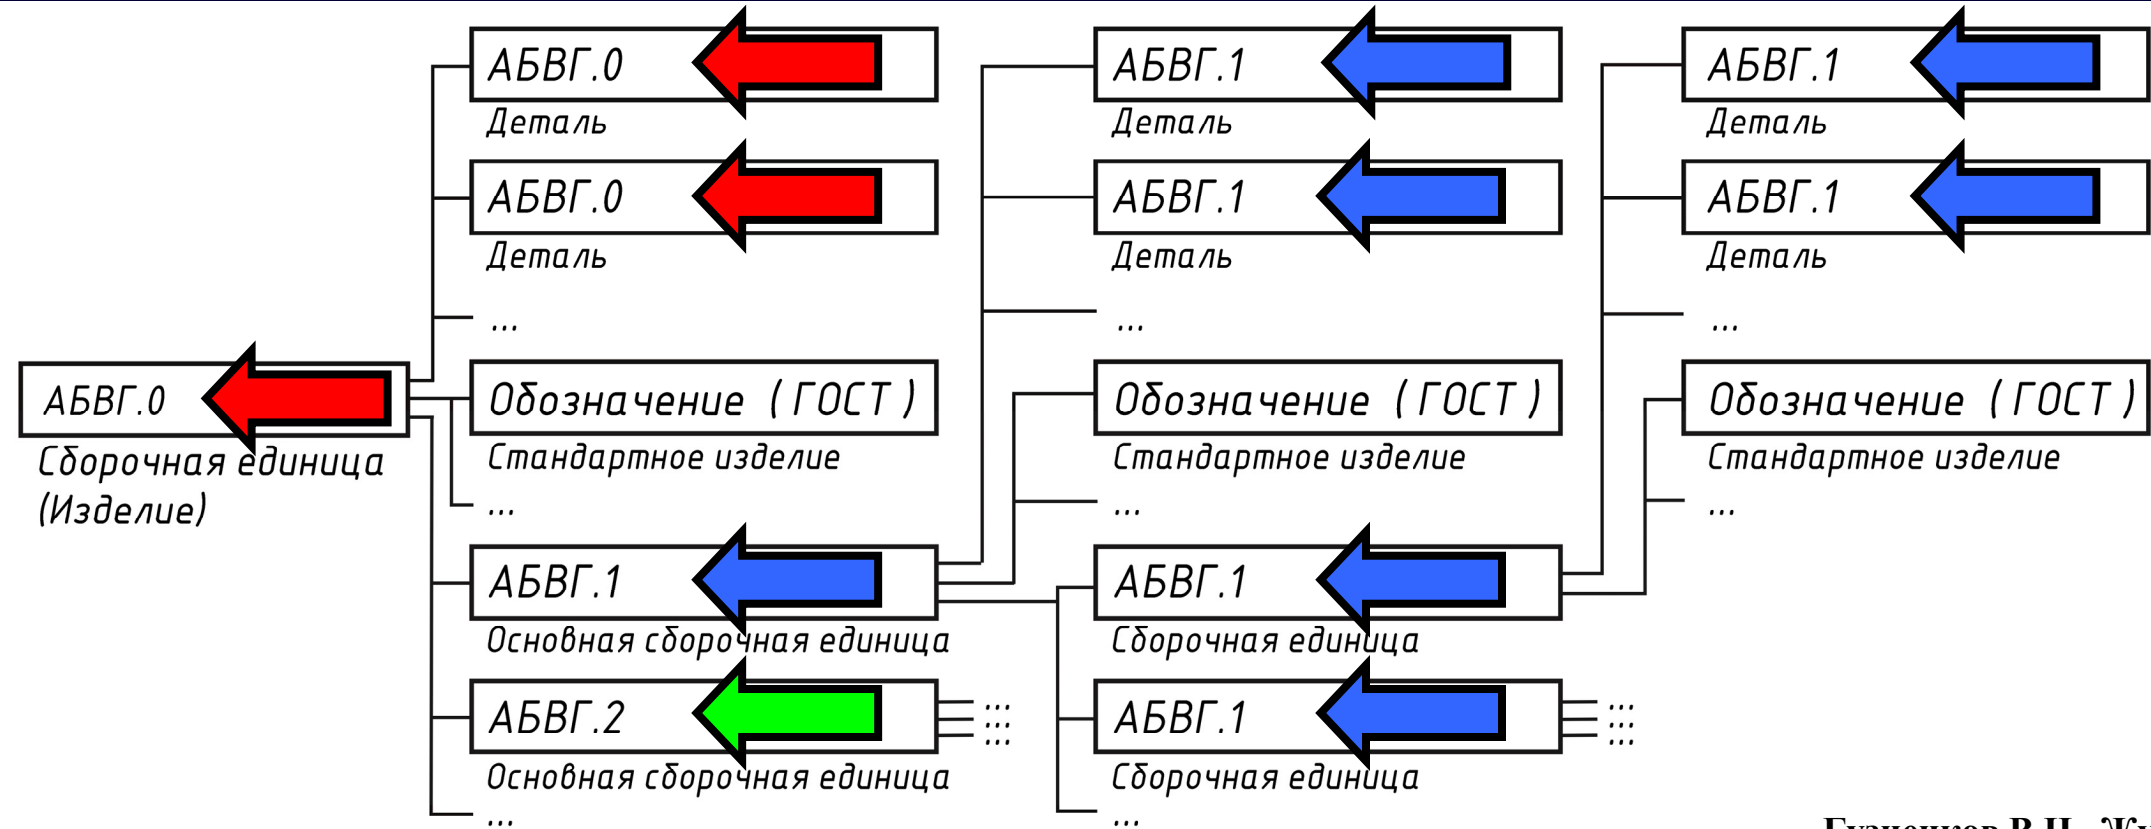 АБВГ.0
Сборочная единица
(Изделие)
АБВГ.0
Деталь
АБВГ.0
Деталь
...
Обозначение (ГОСТ)
Стандартное изделие
...
АБВГ.1
Основная сборочная единица
АБВГ.2
Основная сборочная единица
...
...
...
...
АБВГ.1
Деталь
АБВГ.1
Деталь
...
Обозначение (ГОСТ)
Стандартное изделие
...
АБВГ.1
Сборочная единица
АБВГ.1
Сборочная единица
...
...
...
...
АБВГ.1
Деталь
АБВГ.1
Деталь
...
Обозначение (ГОСТ)
Стандартное изделие
...